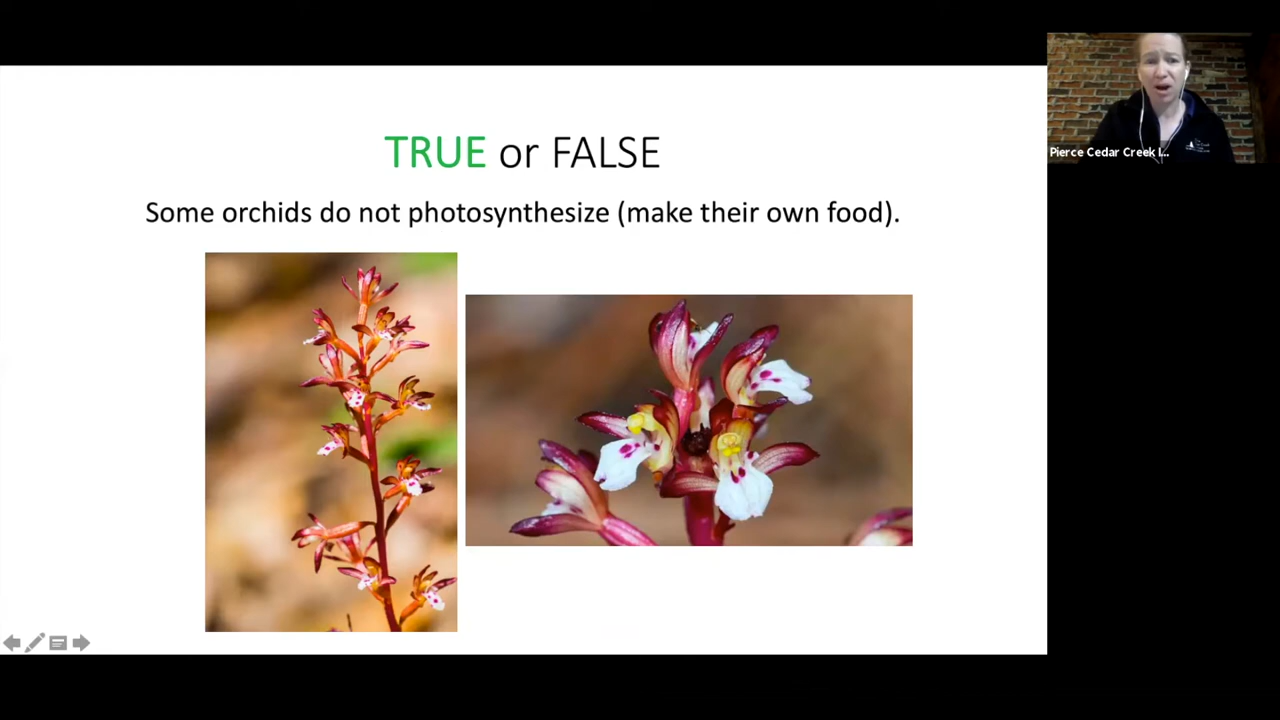 TRUE or FALSE
Some orchids do not photosynthesize (make their own food).
Pierce Cedar Creek I...